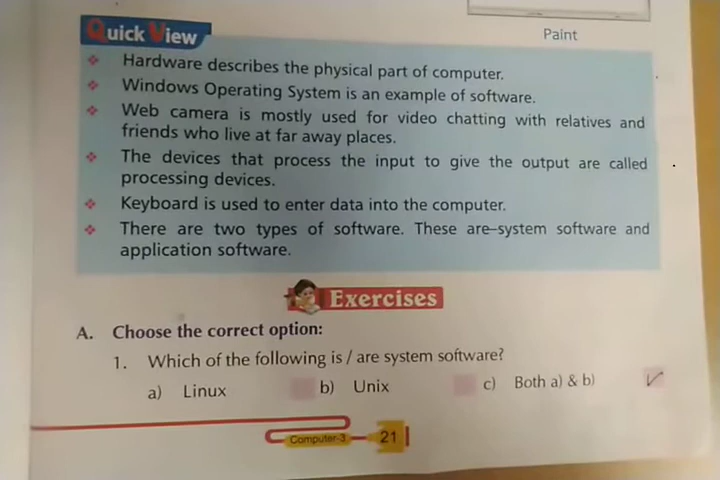 Paint
Quick View
❖ Hardware describes the physical part of computer.
❖ Windows Operating System is an example of software.
❖ Web camera is mostly used for video chatting with relatives and
friends who live at far away places.
❖ The devices that process the input to give the output are called
processing devices.
❖ Keyboard is used to enter data into the computer.
❖ There are two types of software. These are–system software and
application software.
Exercises
A. Choose the correct option:
1. Which of the following is / are system software?
a) Linux b) Unix c) Both a) & b) ✓
Computer-3 21